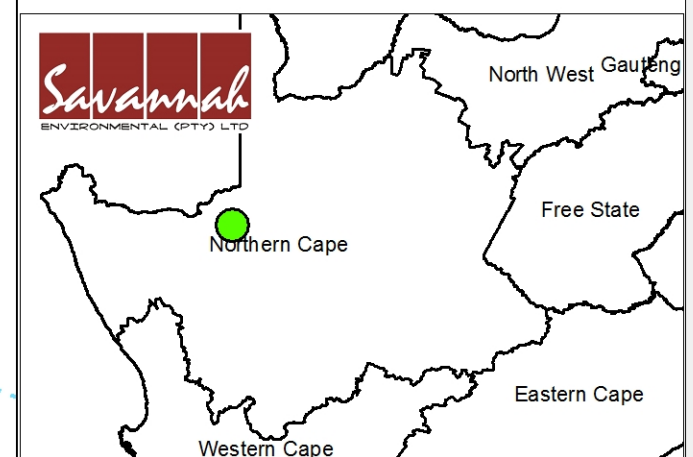 Savannah
ENVIRONMENTAL (PTY) LTD
North West
Gauteng
Free State
Northern Cape
Eastern Cape
Western Cape